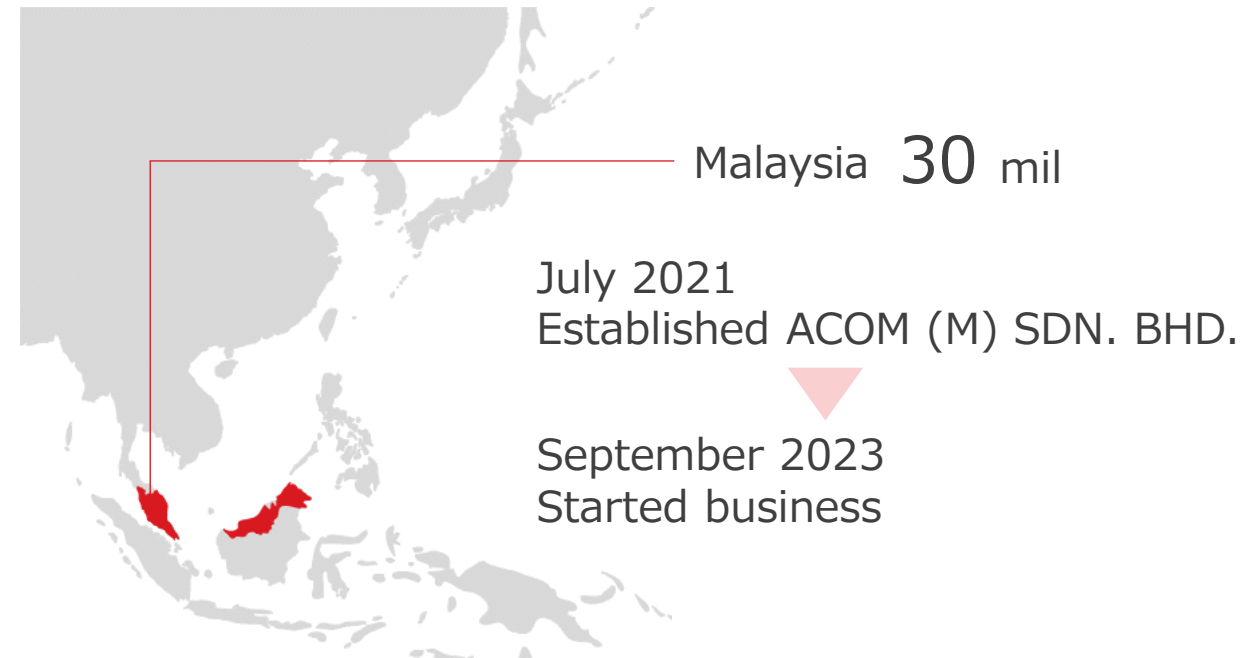 Malaysia 30 mil
July 2021
Established ACOM (M) SDN. BHD.
September 2023
Started business